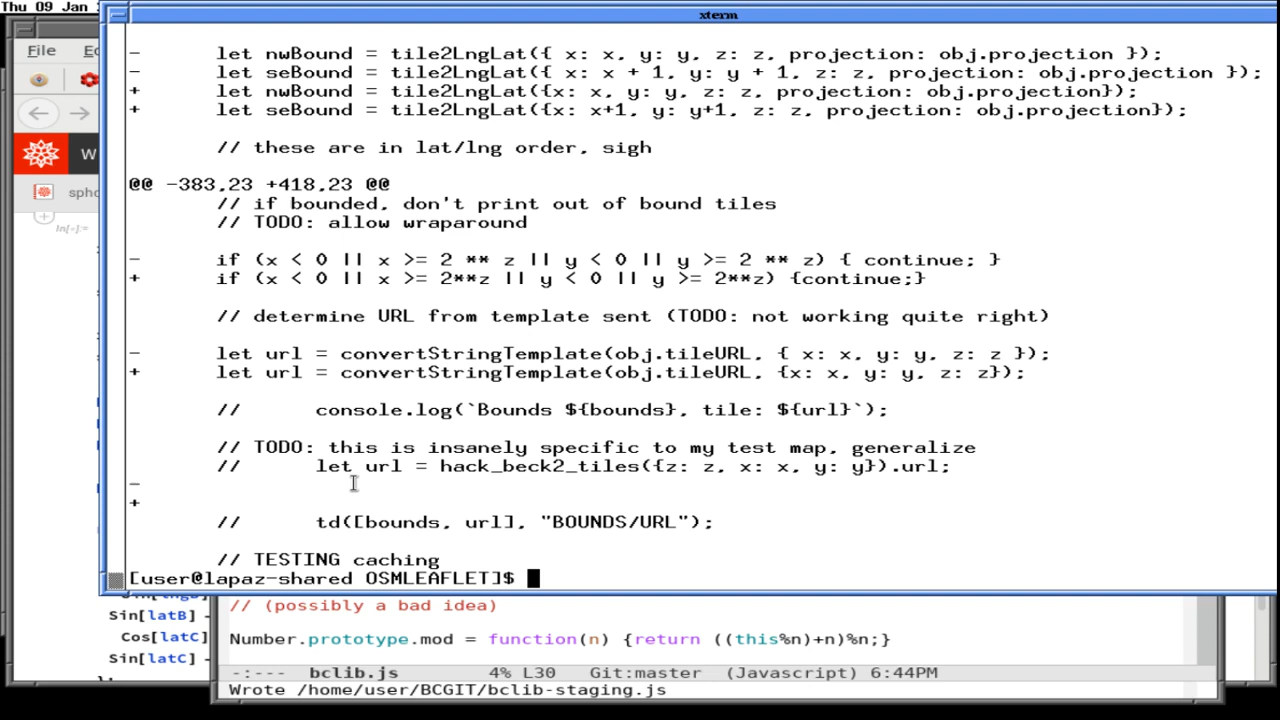 Thu 09 Jan
xterm
File
-       let nwBound = tile2LngLat({ x: x, y: y, z: z, projection: obj.projection });
-       let seBound = tile2LngLat({ x: x + 1, y: y + 1, z: z, projection: obj.projection });
+       let nwBound = tile2LngLat({x: x, y: y, z: z, projection: obj.projection});
+       let seBound = tile2LngLat({x: x+1, y: y+1, z: z, projection: obj.projection});
// these are in lat/lng order, sigh
W
@@ -383,23 +418,23 @@
sph
// if bounded, don't print out of bound tiles
// TODO: allow wraparound
In[•]:=
-       if (x < 0 || x >= 2 ** z || y < 0 || y >= 2 ** z) { continue; }
+       if (x < 0 || x >= 2**z || y < 0 || y >= 2**z) {continue;}
// determine URL from template sent (TODO: not working quite right)
-       let url = convertStringTemplate(obj.tileURL, { x: x, y: y, z: z });
+       let url = convertStringTemplate(obj.tileURL, {x: x, y: y, z: z});
//      console.log(`Bounds ${bounds}, tile: ${url}`);
// TODO: this is insanely specific to my test map, generalize
//      let url = hack_beck2_tiles({z: z, x: x, y: y}).url;
-
+
//      td([bounds, url], "BOUNDS/URL");
// TESTING caching
[user@lapaz-shared OSMLEAFLET]$
Sin[latB]
Cos[latC]
Sin[latC]
// (possibly a bad idea)
Number.prototype.mod = function(n) {return ((this%n)+n)%n;}
-:---  bclib.js       4% L30    Git:master  (Javascript) 6:44PM
Wrote /home/user/BCGIT/bclib-staging.js